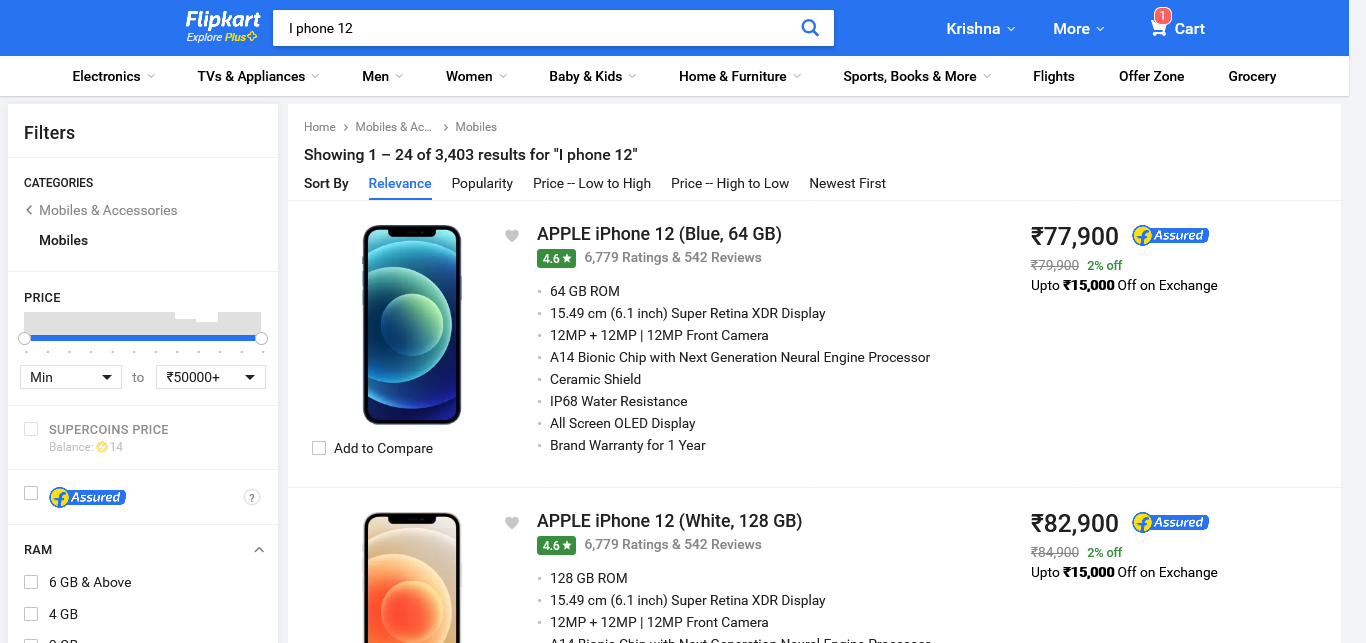 Flipkart
Explore Plus
I phone 12
Krishna
More
1
Cart
Electronics
TVs & Appliances
Men
Women
Baby & Kids
Home & Furniture
Sports, Books & More
Flights
Offer Zone
Grocery
Filters
CATEGORIES
Mobiles & Accessories
Mobiles
PRICE
Min
to
₹50000+
SUPERCOINS PRICE
Balance: 14
Assured
?
RAM
6 GB & Above
4 GB
Home
Mobiles & Ac...
Mobiles
Showing 1 – 24 of 3,403 results for "I phone 12"
Sort By
Relevance
Popularity
Price -- Low to High
Price -- High to Low
Newest First
APPLE iPhone 12 (Blue, 64 GB)
4.6 ★ 6,779 Ratings & 542 Reviews
64 GB ROM
15.49 cm (6.1 inch) Super Retina XDR Display
12MP + 12MP | 12MP Front Camera
A14 Bionic Chip with Next Generation Neural Engine Processor
Ceramic Shield
IP68 Water Resistance
All Screen OLED Display
Brand Warranty for 1 Year
Add to Compare
₹77,900
Assured
₹79,900 2% off
Upto ₹15,000 Off on Exchange
APPLE iPhone 12 (White, 128 GB)
4.6 ★ 6,779 Ratings & 542 Reviews
128 GB ROM
15.49 cm (6.1 inch) Super Retina XDR Display
12MP + 12MP | 12MP Front Camera
A14 Bionic Chip with Next Generation Neural Engine Processor
₹82,900
Assured
₹84,900 2% off
Upto ₹15,000 Off on Exchange